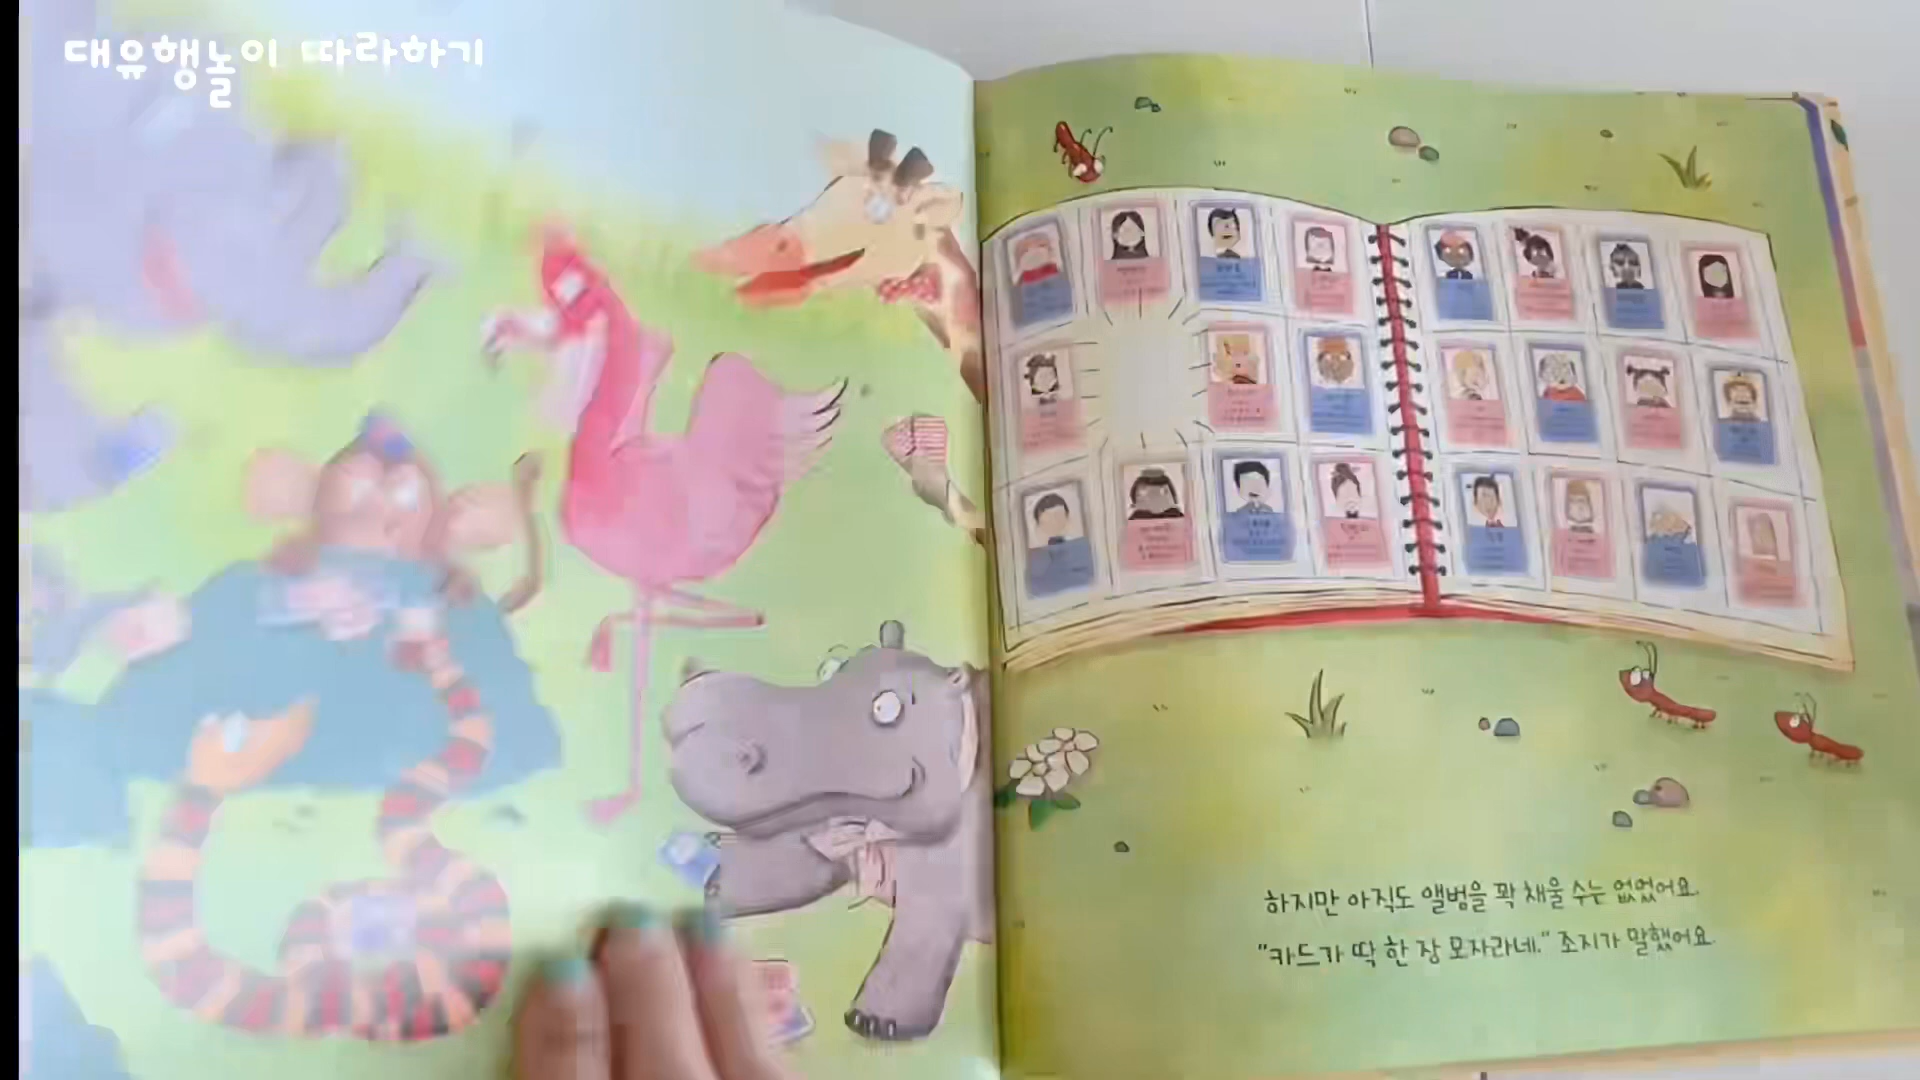 대유행놀이 따라하기
하지만 아직도 앨범을 꽉 채울 수는 없었어요.
"카드가 딱 한 장 모자라네." 조지가 말했어요.